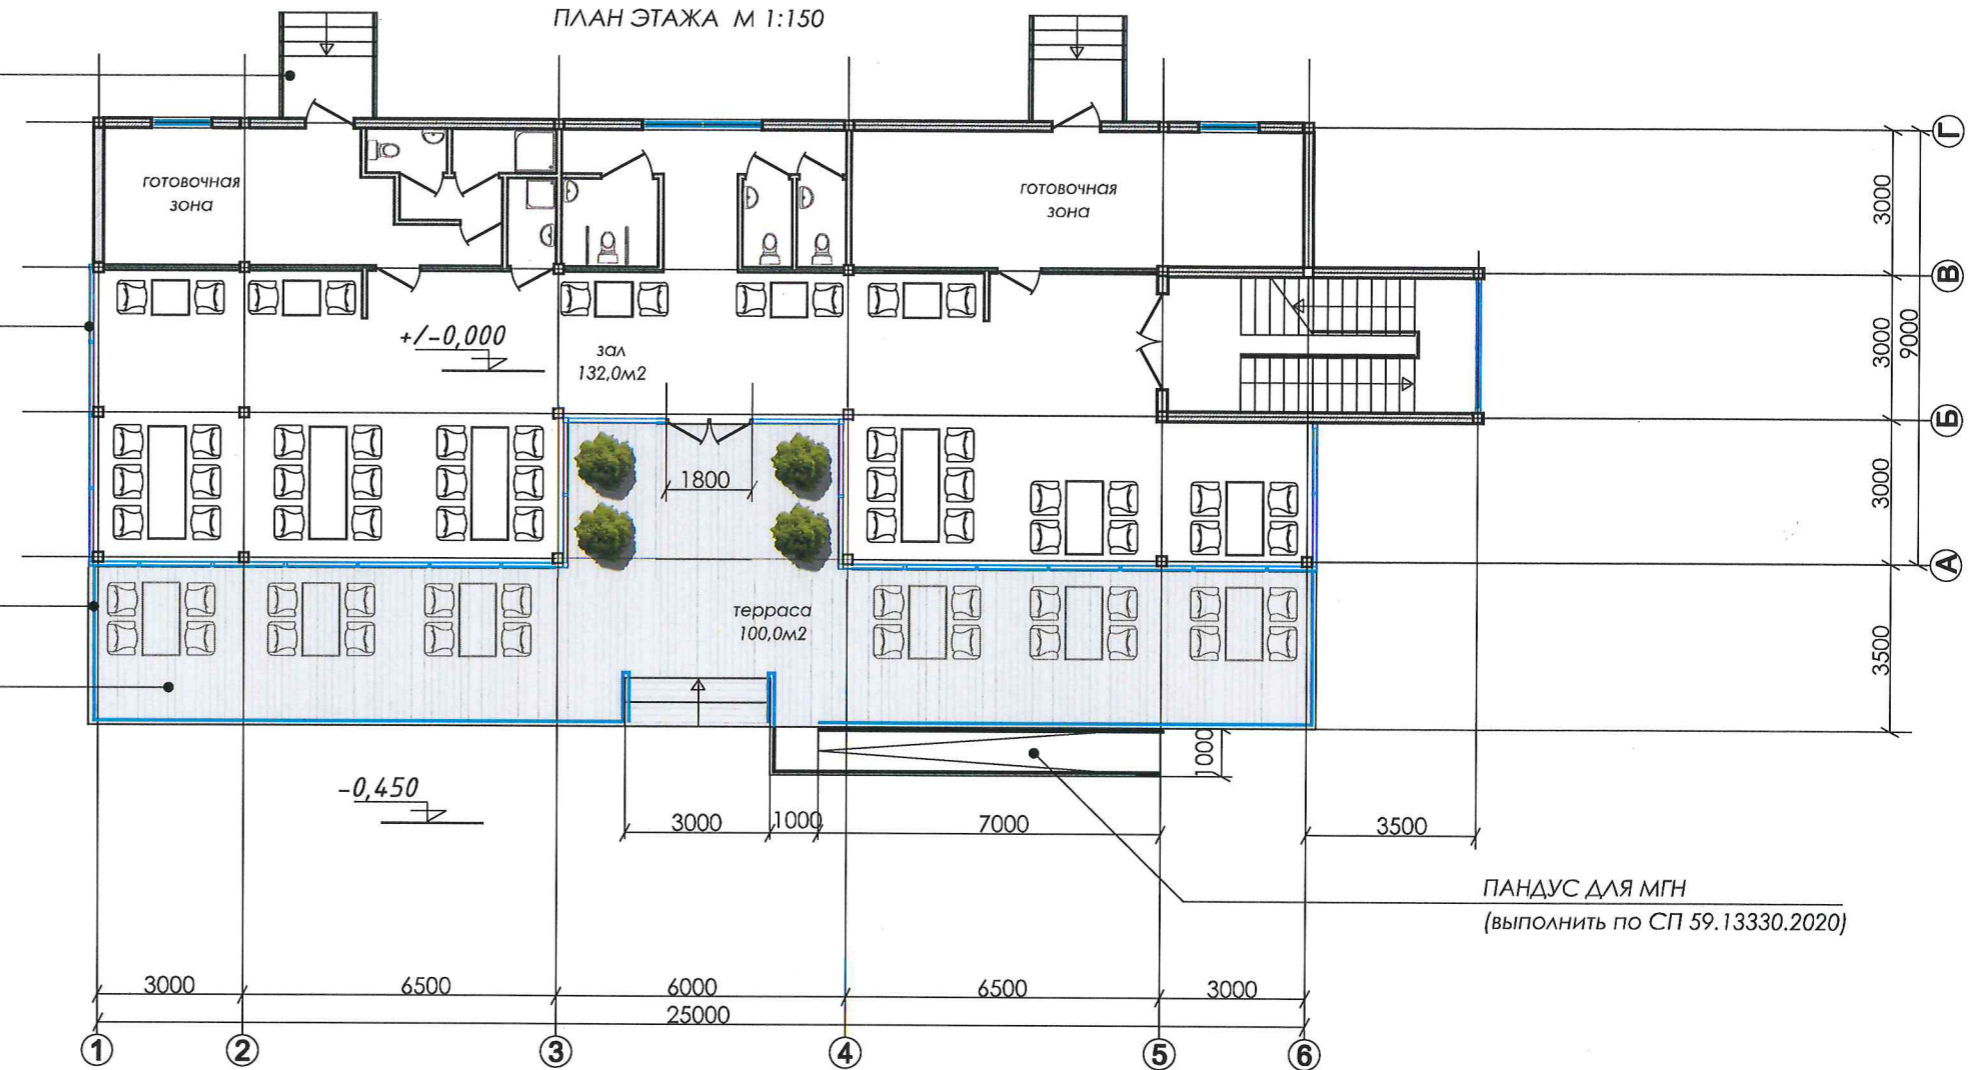 ПЛАН ЭТАЖА М 1:150
Г
готовочная
зона
готовочная
зона
3000
В
+/-0,000
зал
132,0м2
3000
9000
Б
1800
3000
А
терраса
100,0м2
3500
1000
-0,450
3000
1000
7000
3500
ПАНДУС ДЛЯ МГН
(выполнить по СП 59.13330.2020)
3000
6500
6000
6500
3000
25000
1
2
3
4
5
6